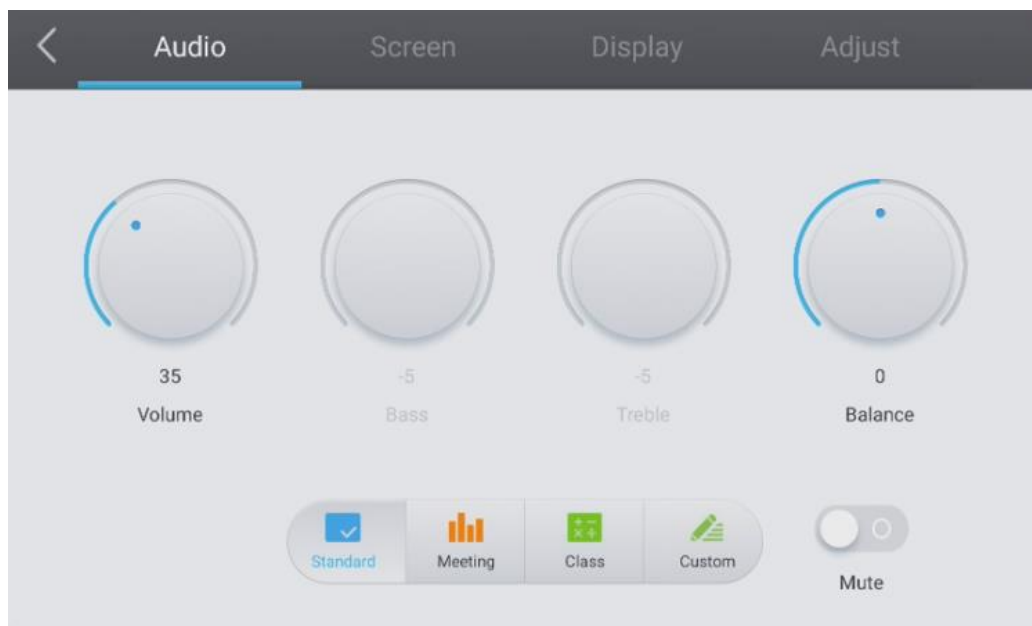 Audio Screen Display Adjust
35 -5 -5 0
Volume Bass Treble Balance
Standard Meeting Class Custom
Mute